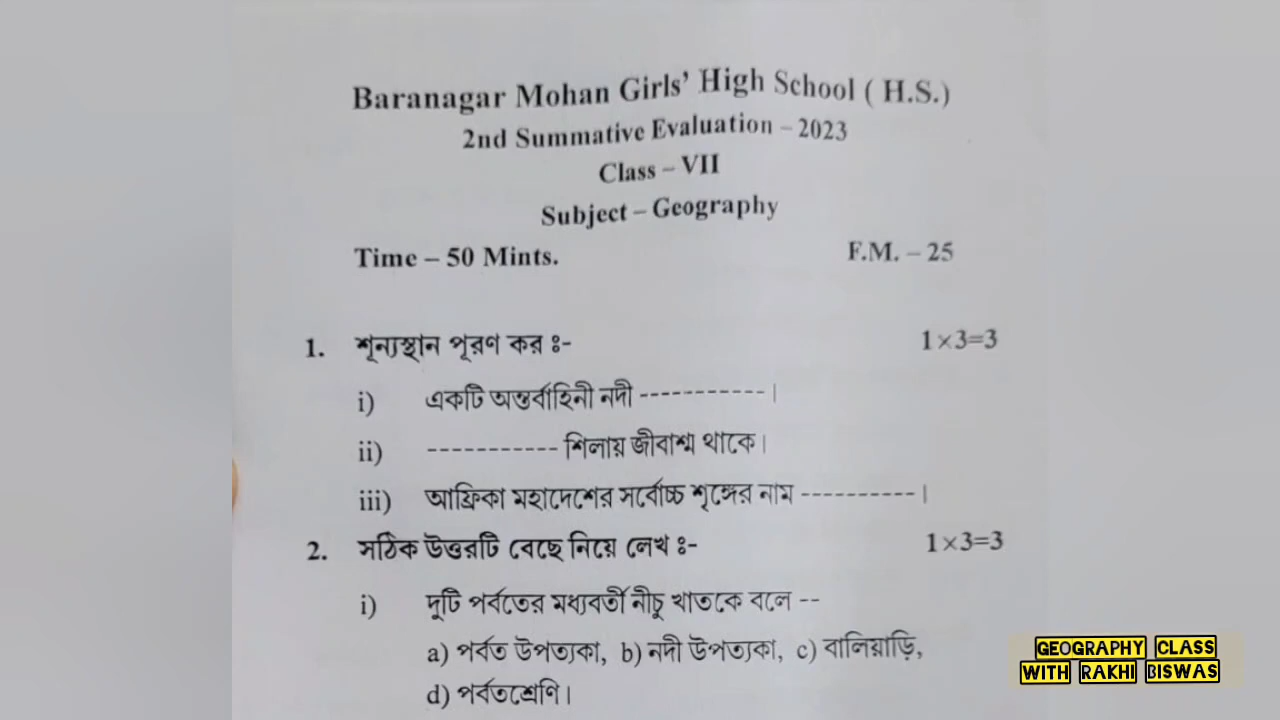 Baranagar Mohan Girls' High School ( H.S.)
2nd Summative Evaluation – 2023
Class – VII
Subject – Geography
Time – 50 Mints. F.M. – 25
1. শূন্যস্থান পূরণ কর ঃ- 1×3=3
i) একটি অন্তর্বাহিনী নদী -----------।
ii) ----------- শিলায় জীবাশ্ম থাকে।
iii) আফ্রিকা মহাদেশের সর্বোচ্চ শৃঙ্গের নাম ----------।
2. সঠিক উত্তরটি বেছে নিয়ে লেখ ঃ- 1×3=3
i) দুটি পর্বতের মধ্যবর্তী নীচু খাতকে বলে --
a) পর্বত উপত্যকা, b) নদী উপত্যকা, c) বালিয়াড়ি,
d) পর্বতশ্রেণি।
GEOGRAPHY CLASS
WITH RAKHI BISWAS